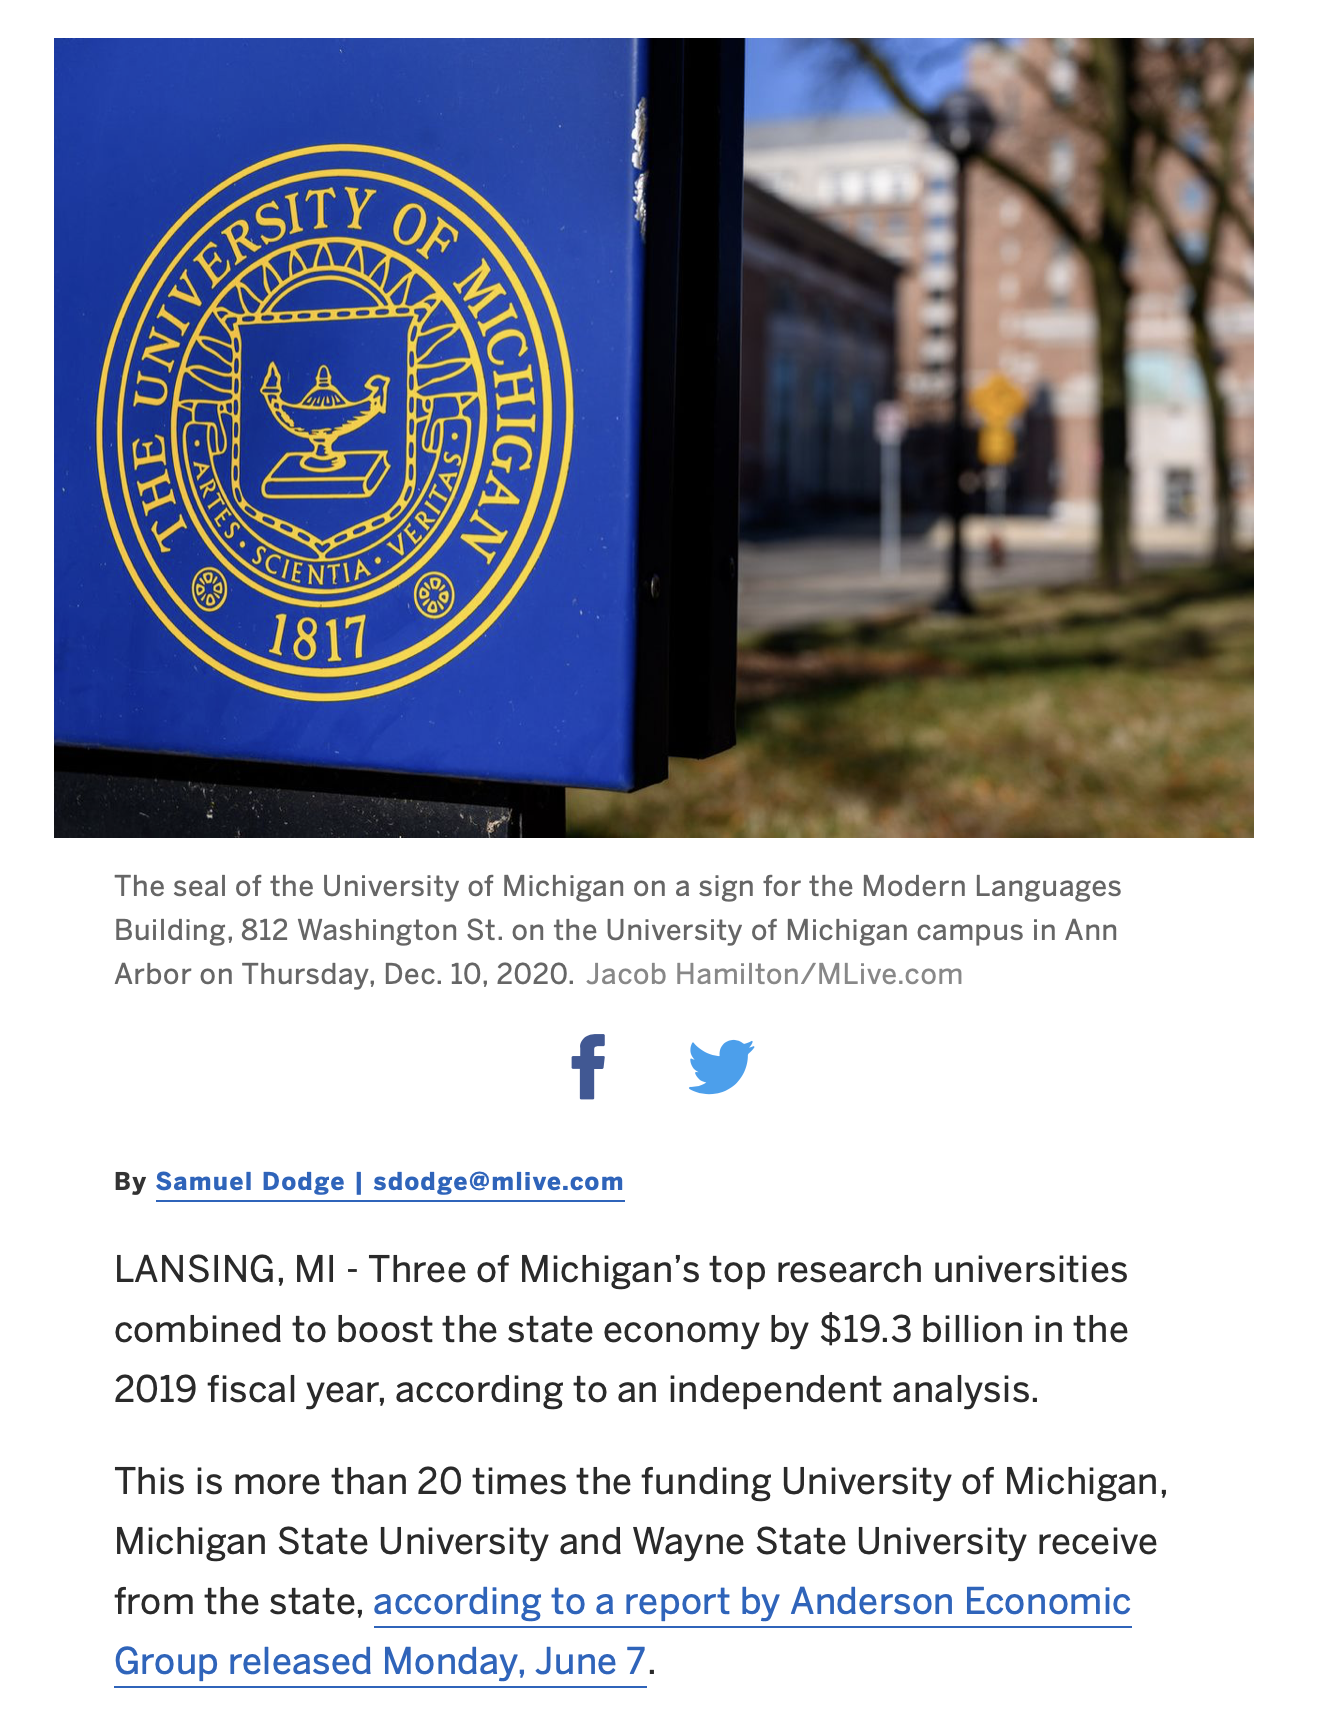 THE UNIVERSITY OF MICHIGAN
ARTES · SCIENTIA · VERITAS
1817
The seal of the University of Michigan on a sign for the Modern Languages
Building, 812 Washington St. on the University of Michigan campus in Ann
Arbor on Thursday, Dec. 10, 2020. Jacob Hamilton/MLive.com
By Samuel Dodge | sdodge@mlive.com
LANSING, MI - Three of Michigan’s top research universities
combined to boost the state economy by $19.3 billion in the
2019 fiscal year, according to an independent analysis.
This is more than 20 times the funding University of Michigan,
Michigan State University and Wayne State University receive
from the state, according to a report by Anderson Economic
Group released Monday, June 7.